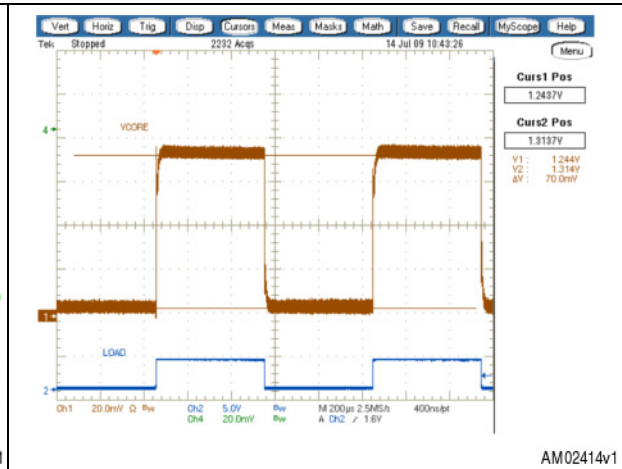 Vert Horiz Trig Disp Cursors Meas Masks Math Save Recall MyScope Help
Tek Stopped 2232 Acqs 14 Jul 09 10:43:26
Menu
Curs1 Pos
1.2437V
Curs2 Pos
1.3137V
V1 : 1.244V
V2 : 1.314V
ΔV : 70.0mV
4
VCORE
1
LOAD
2
Ch1 20.0mV Ω Bw Ch2 5.0V Bw M 200µs 2.5MS/s 400ns/pt
Ch4 20.0mV Bw A Ch2 / 1.6V
AM02414v1